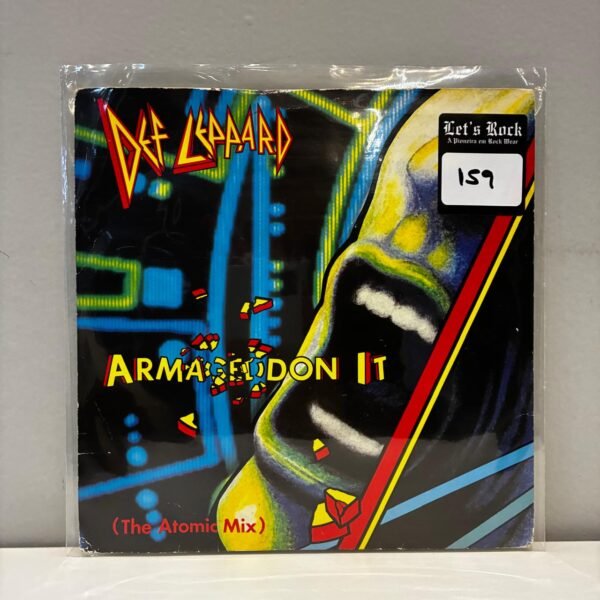 DEF LEPPARD
Let's Rock
A Pioneira em Rock Wear
159
ARMAGEDDON IT
(The Atomic Mix)